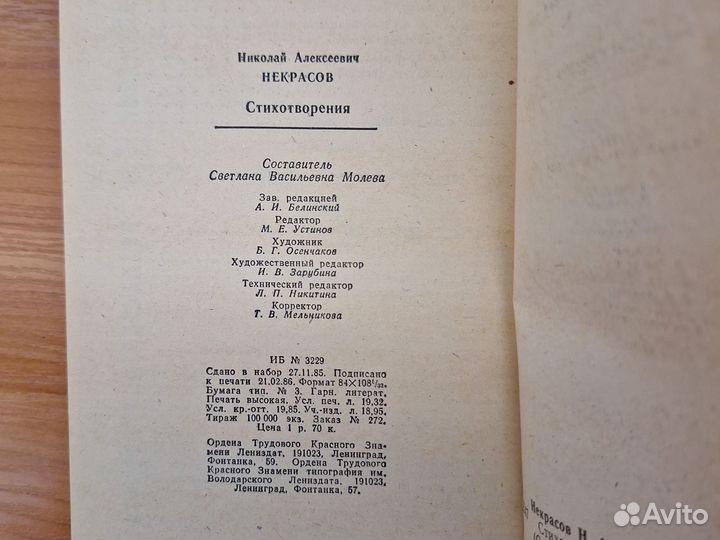 Николай Алексеевич
НЕКРАСОВ
Стихотворения
Составитель
Светлана Васильевна Молева
Зав. редакцией
А. И. Белинский
Редактор
М. Е. Устинов
Художник
Б. Г. Осенчаков
Художественный редактор
И. В. Зарубина
Технический редактор
Л. П. Никитина
Корректор
Т. В. Мельникова
ИБ № 3229
Сдано в набор 27.11.85. Подписано
к печати 21.02.86. Формат 84×108¹/₃₂.
Бумага тип. № 3. Гарн. литерат.
Печать высокая. Усл. печ. л. 19,32.
Усл. кр.-отт. 19,85. Уч.-изд. л. 18,95.
Тираж 100 000 экз. Заказ № 272.
Цена 1 р. 70 к.
Ордена Трудового Красного Зна-
мени Лениздат, 191023, Ленинград,
Фонтанка, 59. Ордена Трудового
Красного Знамени типография им.
Володарского Лениздата, 191023,
Ленинград, Фонтанка, 57.
Некрасов Н.
Avito